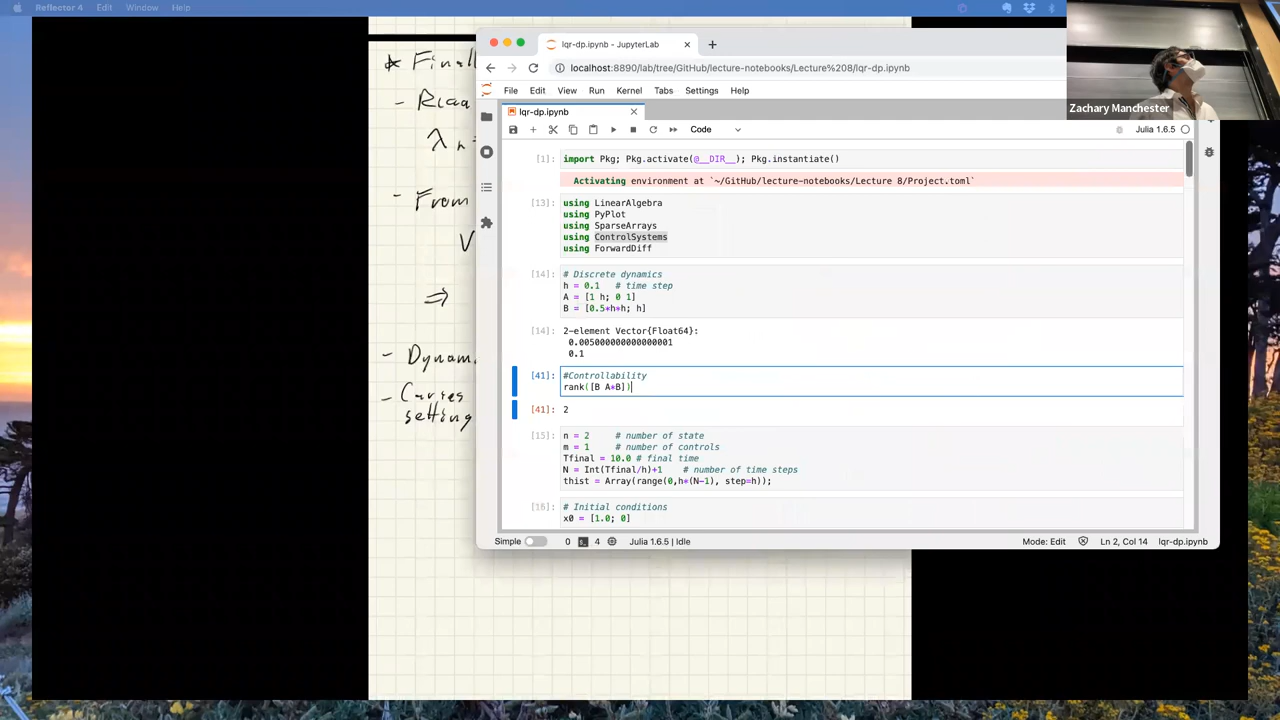 Reflector 4 Edit Window Help
lqr-dp.ipynb - JupyterLab
localhost:8890/lab/tree/GitHub/lecture-notebooks/Lecture%208/lqr-dp.ipynb
File Edit View Run Kernel Tabs Settings Help
Zachary Manchester
lqr-dp.ipynb
Code
Julia 1.6.5
[1]: import Pkg; Pkg.activate(@__DIR__); Pkg.instantiate()
Activating environment at `~/GitHub/lecture-notebooks/Lecture 8/Project.toml`
[13]: using LinearAlgebra
using PyPlot
using SparseArrays
using ControlSystems
using ForwardDiff
[14]: # Discrete dynamics
h = 0.1 # time step
A = [1 h; 0 1]
B = [0.5*h*h; h]
[14]: 2-element Vector{Float64}:
0.005000000000000001
0.1
[41]: #Controllability
rank([B A*B])
[41]: 2
[15]: n = 2 # number of state
m = 1 # number of controls
Tfinal = 10.0 # final time
N = Int(Tfinal/h)+1 # number of time steps
thist = Array(range(0,h*(N-1), step=h));
[16]: # Initial conditions
x0 = [1.0; 0]
Simple 0 4 Julia 1.6.5 | Idle Mode: Edit Ln 2, Col 14 lqr-dp.ipynb
* Finall
- Ricca
λn =
- From
V
⇒
- Dynam
- Carries
setting